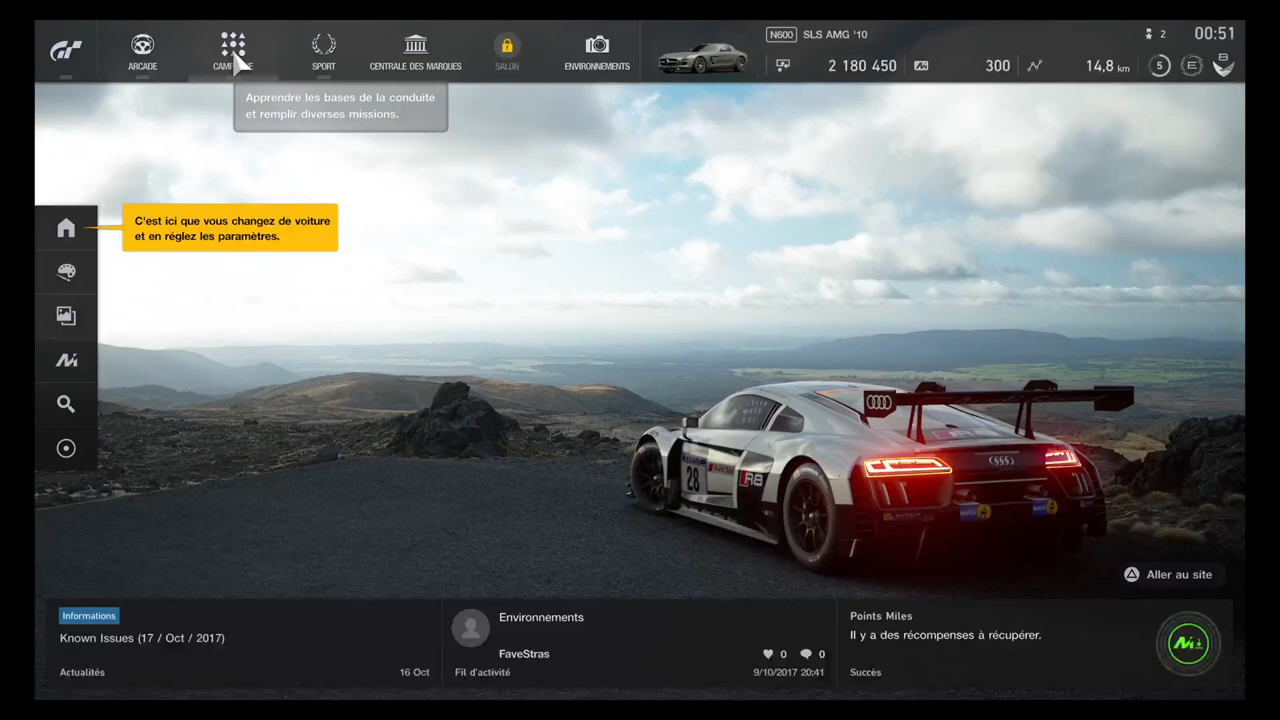 GT
ARCADE
SPORT
CENTRALE DES MARQUES
SALON
ENVIRONNEMENTS
N600 SLS AMG '10
2 180 450
300
14,8 km
2
00:51
5
E
B
Apprendre les bases de la conduite
et remplir diverses missions.
C'est ici que vous changez de voiture
et en réglez les paramètres.
28
R8
Aller au site
Informations
Known Issues (17 / Oct / 2017)
Actualités
16 Oct
Environnements
FaveStras
0 0
Fil d'activité
9/10/2017 20:41
Points Miles
Il y a des récompenses à récupérer.
Succès